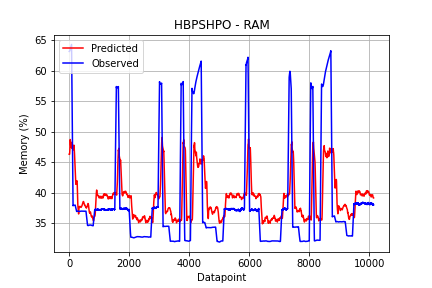 HBPSHPO - RAM
Predicted
Observed
Memory (%)
65
60
55
50
45
40
35
0
2000
4000
6000
8000
10000
Datapoint